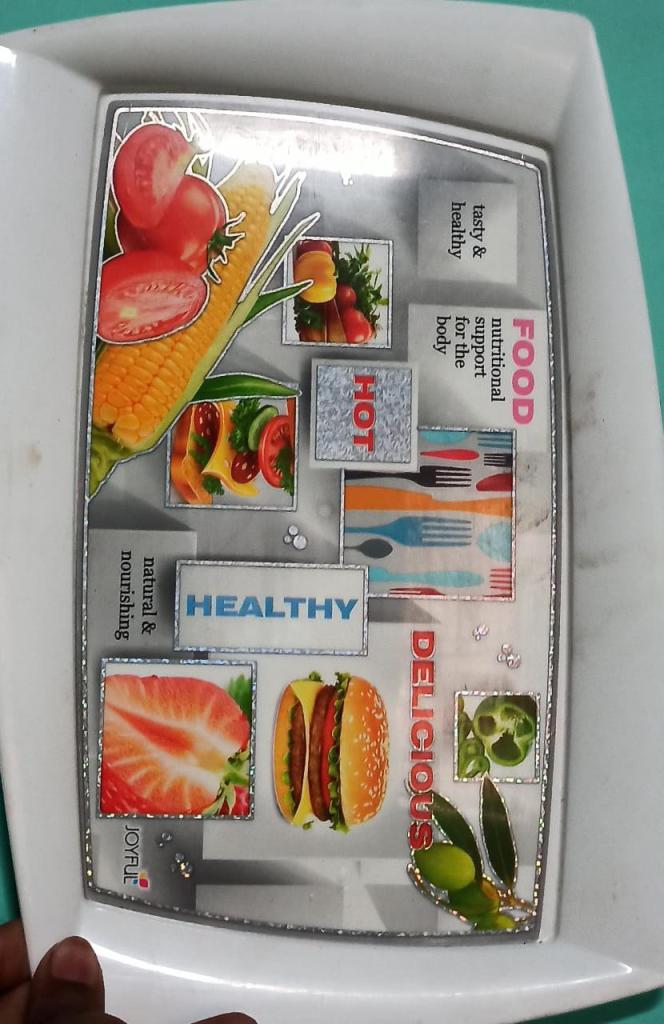 tasty &
healthy
FOOD
nutritional
support
for the
body
HOT
HEALTHY
DELICIOUS
natural &
nourishing
JOYFUL